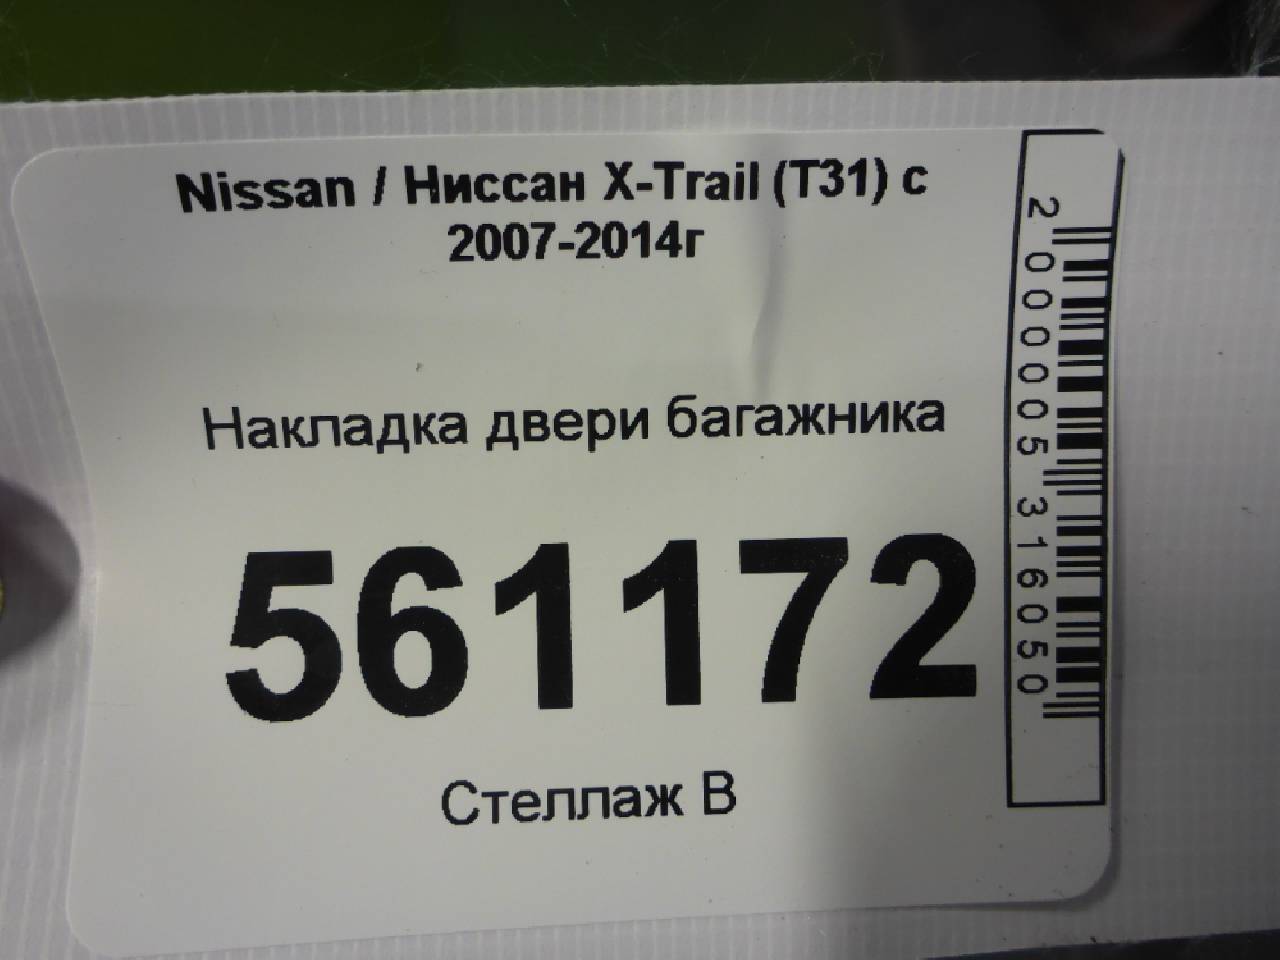 Nissan / Ниссан X-Trail (T31) с
2007-2014г
Накладка двери багажника
561172
Стеллаж В
2000005316050